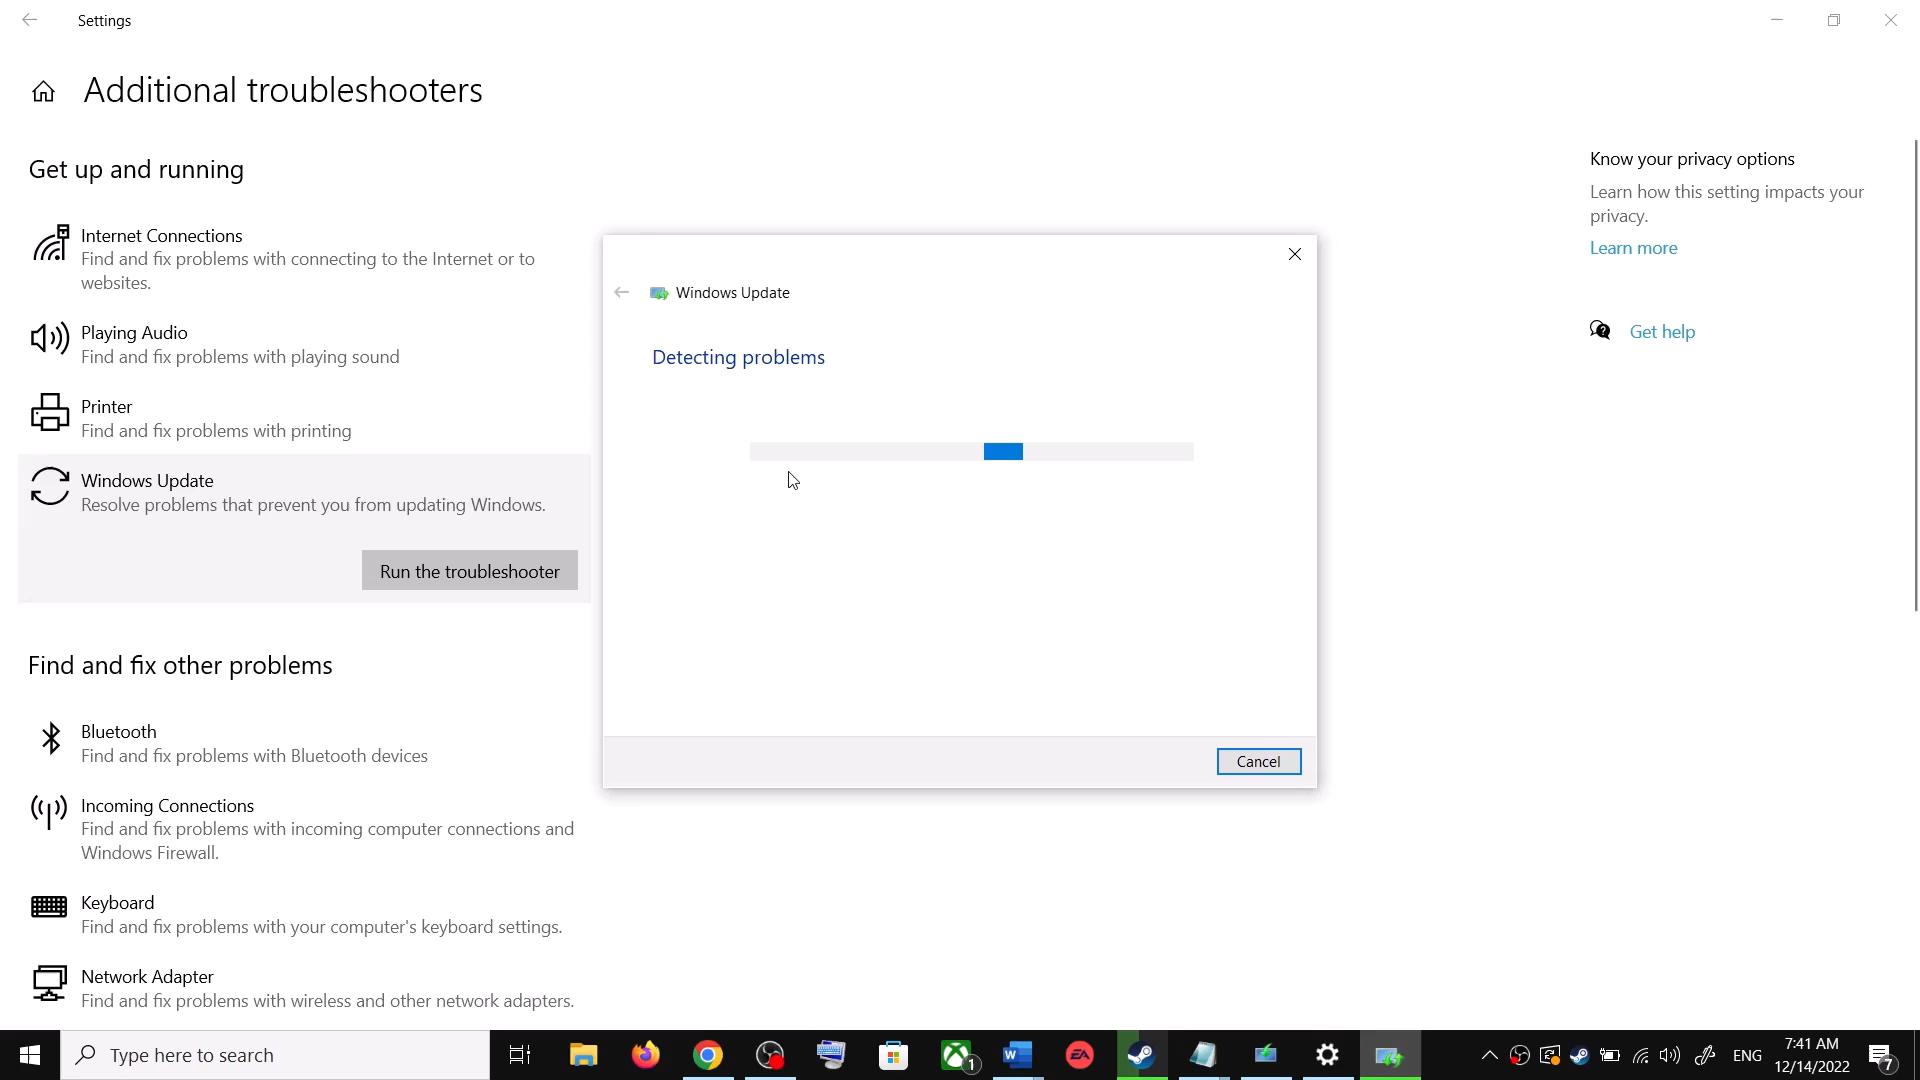 Settings
Additional troubleshooters
Get up and running
Internet Connections
Find and fix problems with connecting to the Internet or to
websites.
Playing Audio
Find and fix problems with playing sound
Printer
Find and fix problems with printing
Windows Update
Resolve problems that prevent you from updating Windows.
Run the troubleshooter
Find and fix other problems
Bluetooth
Find and fix problems with Bluetooth devices
Incoming Connections
Find and fix problems with incoming computer connections and
Windows Firewall.
Keyboard
Find and fix problems with your computer's keyboard settings.
Network Adapter
Find and fix problems with wireless and other network adapters.
Windows Update
Detecting problems
Cancel
Know your privacy options
Learn how this setting impacts your
privacy.
Learn more
Get help
Type here to search
1
W
EA
ENG
7:41 AM
12/14/2022
7